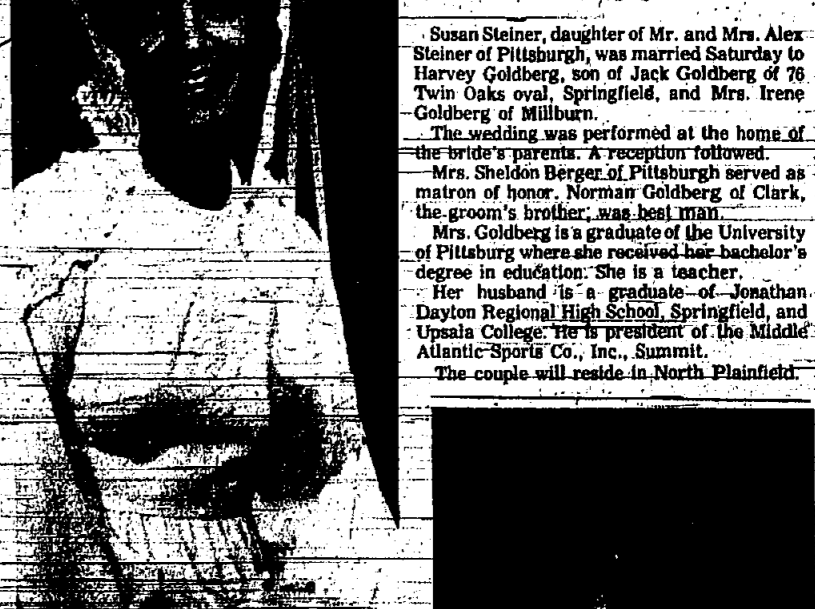 Susan Steiner, daughter of Mr. and Mrs. Alex
Steiner of Pittsburgh, was married Saturday to
Harvey Goldberg, son of Jack Goldberg of 76
Twin Oaks oval, Springfield, and Mrs. Irene
Goldberg of Millburn.
The wedding was performed at the home of
the bride's parents. A reception followed.
Mrs. Sheldon Berger of Pittsburgh served as
matron of honor. Norman Goldberg of Clark,
the groom's brother, was best man.
Mrs. Goldberg is a graduate of the University
of Pittsburg where she received her bachelor's
degree in education. She is a teacher.
Her husband is a graduate of Jonathan
Dayton Regional High School, Springfield, and
Upsala College. He is president of the Middle
Atlantic Sports Co., Inc., Summit.
The couple will reside in North Plainfield.